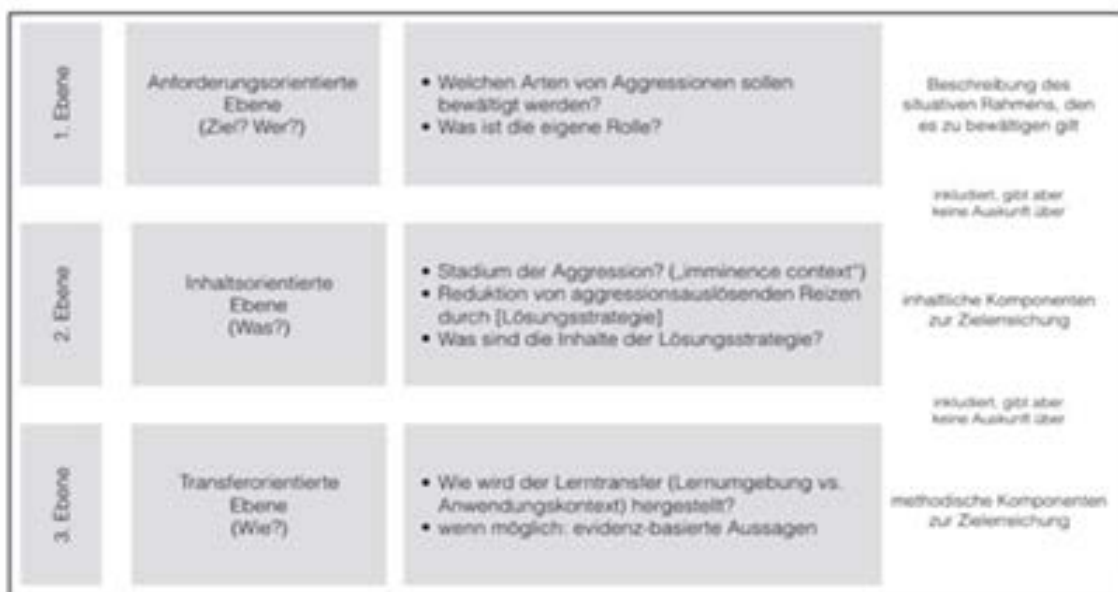 1. Ebene
Anforderungsorientierte
Ebene
(Ziel? Wer?)
• Welchen Arten von Aggressionen sollen
bewältigt werden?
• Was ist die eigene Rolle?
Beschreibung des
situativen Rahmens, den
es zu bewältigen gilt
inkludiert, gibt aber
keine Auskunft über
2. Ebene
Inhaltsorientierte
Ebene
(Was?)
• Stadium der Aggression? („imminence context“)
• Reduktion von aggressionsauslösenden Reizen
durch [Lösungsstrategie]
• Was sind die Inhalte der Lösungsstrategie?
inhaltliche Komponenten
zur Zielerreichung
inkludiert, gibt aber
keine Auskunft über
3. Ebene
Transferorientierte
Ebene
(Wie?)
• Wie wird der Lerntransfer (Lernumgebung vs.
Anwendungskontext) hergestellt?
• wenn möglich: evidenz-basierte Aussagen
methodische Komponenten
zur Zielerreichung